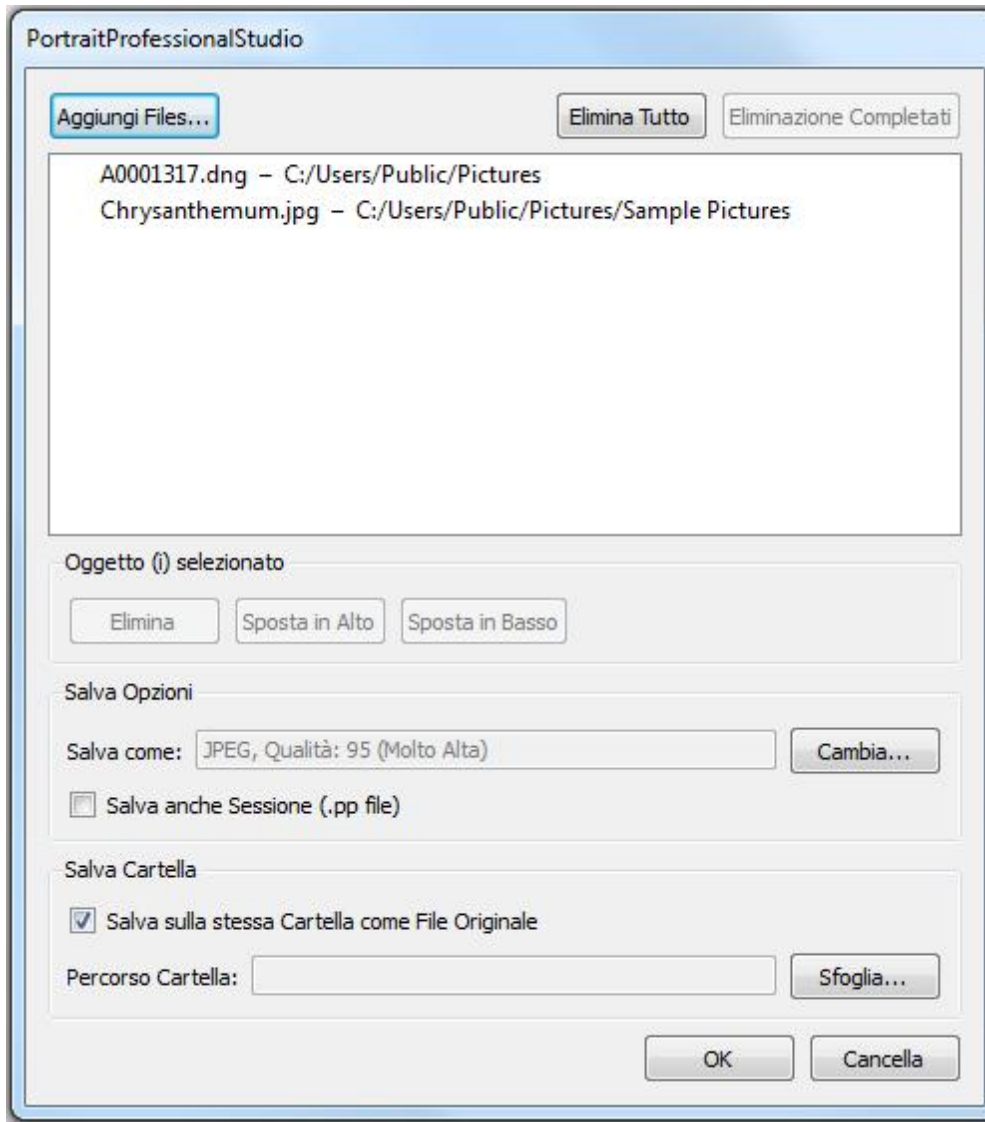 PortraitProfessionalStudio
Aggiungi Files... Elimina Tutto Eliminazione Completati
A0001317.dng – C:/Users/Public/Pictures
Chrysanthemum.jpg – C:/Users/Public/Pictures/Sample Pictures
Oggetto (i) selezionato
Elimina Sposta in Alto Sposta in Basso
Salva Opzioni
Salva come: JPEG, Qualità: 95 (Molto Alta) Cambia...
Salva anche Sessione (.pp file)
Salva Cartella
Salva sulla stessa Cartella come File Originale
Percorso Cartella: Sfoglia...
OK Cancella